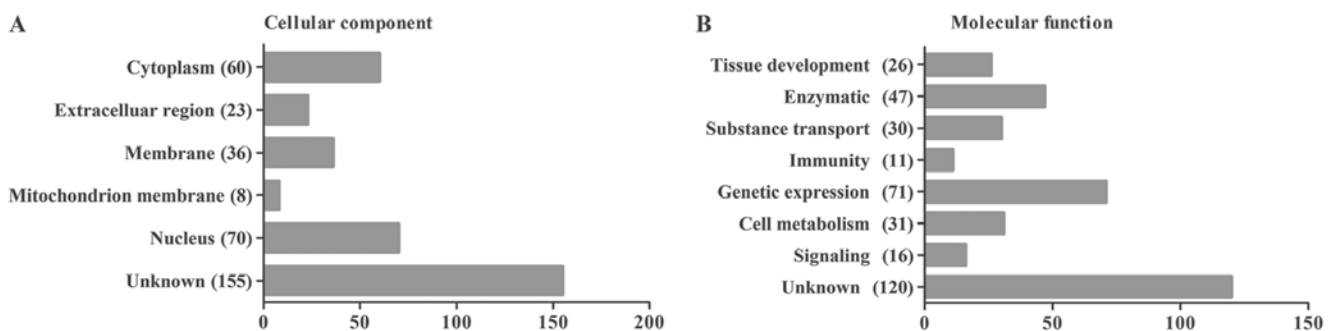 A
Cellular component
Cytoplasm (60)
Extracelluar region (23)
Membrane (36)
Mitochondrion membrane (8)
Nucleus (70)
Unknown (155)
0 50 100 150 200
B
Molecular function
Tissue development (26)
Enzymatic (47)
Substance transport (30)
Immunity (11)
Genetic expression (71)
Cell metabolism (31)
Signaling (16)
Unknown (120)
0 50 100 150